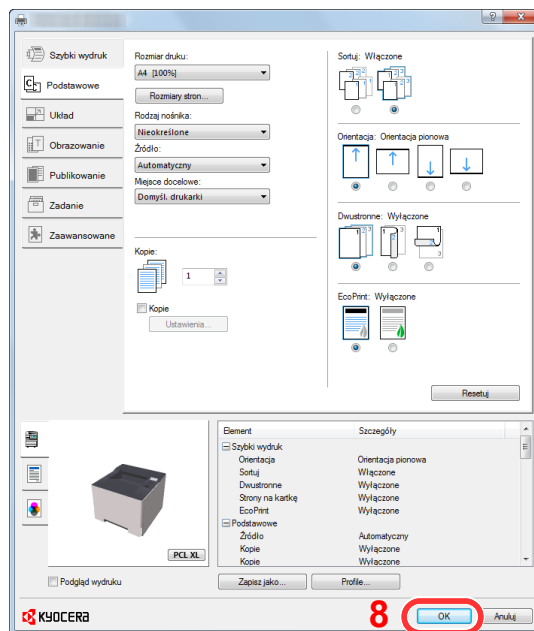 Szybki wydruk
Podstawowe
Układ
Obrazowanie
Publikowanie
Zadanie
Zaawansowane
Rozmiar druku:
A4 [100%]
Rozmiary stron...
Rodzaj nośnika:
Nieokreślone
Źródło:
Automatyczny
Miejsce docelowe:
Domyśl. drukarki
Kopie:
1
Kopie
Ustawienia...
Sortuj: Włączone
Orientacja: Orientacja pionowa
Dwustronne: Wyłączone
EcoPrint: Wyłączone
Resetuj
Element Szczegóły
Szybki wydruk
Orientacja Orientacja pionowa
Sortuj Włączone
Dwustronne Wyłączone
Strony na kartkę Wyłączone
EcoPrint Wyłączone
Podstawowe
Źródło Automatyczny
Kopie Wyłączone
Kopie Wyłączone
PCL XL
Podgląd wydruku
Zapisz jako... Profile...
KYOCERA
8 OK Anuluj